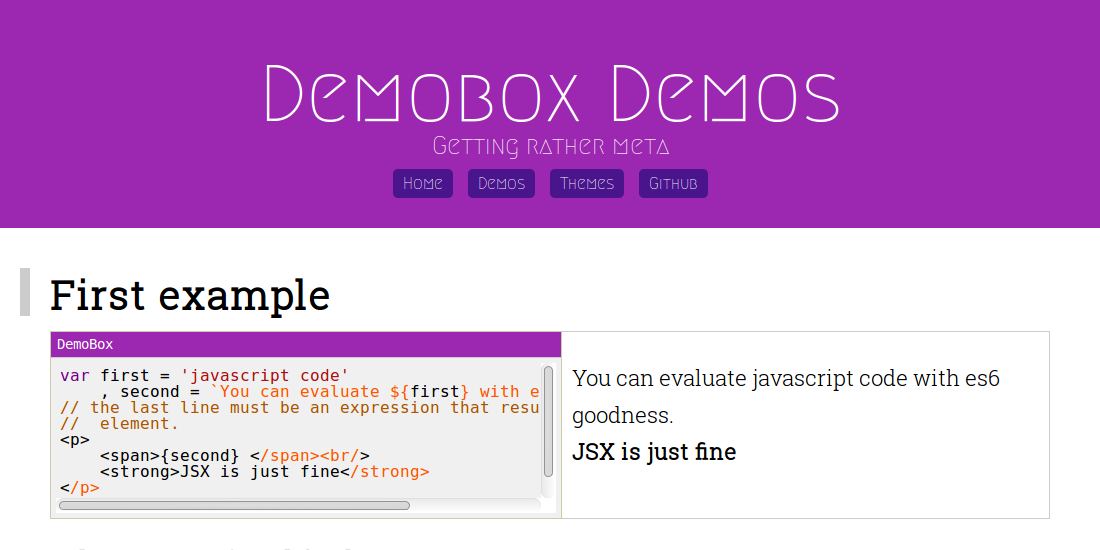 Demobox Demos
Getting rather meta
Home Demos Themes Github
First example
DemoBox
var first = 'javascript code'
    , second = `You can evaluate ${first} with e
// the last line must be an expression that resu
//  element.
<p>
    <span>{second} </span><br/>
    <strong>JSX is just fine</strong>
</p>
You can evaluate javascript code with es6
goodness.
JSX is just fine